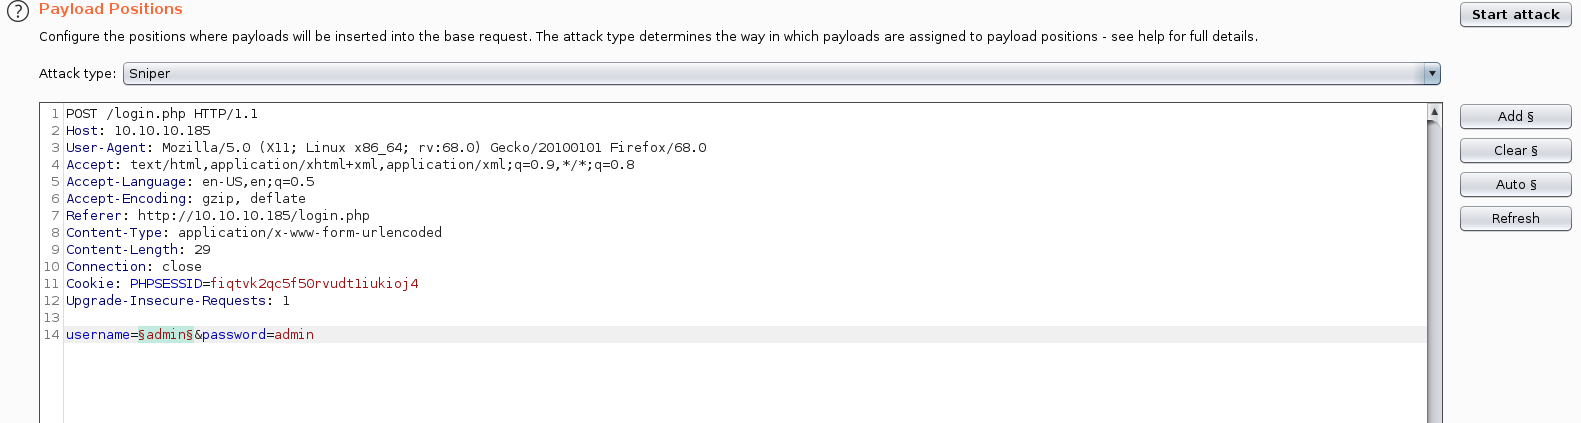 ? Payload Positions
Start attack
Configure the positions where payloads will be inserted into the base request. The attack type determines the way in which payloads are assigned to payload positions - see help for full details.
Attack type: Sniper
1 POST /login.php HTTP/1.1
2 Host: 10.10.10.185
3 User-Agent: Mozilla/5.0 (X11; Linux x86_64; rv:68.0) Gecko/20100101 Firefox/68.0
4 Accept: text/html,application/xhtml+xml,application/xml;q=0.9,*/*;q=0.8
5 Accept-Language: en-US,en;q=0.5
6 Accept-Encoding: gzip, deflate
7 Referer: http://10.10.10.185/login.php
8 Content-Type: application/x-www-form-urlencoded
9 Content-Length: 29
10 Connection: close
11 Cookie: PHPSESSID=fiqtvk2qc5f50rvudt1iukioj4
12 Upgrade-Insecure-Requests: 1
13
14 username=§admin§&password=admin
Add §
Clear §
Auto §
Refresh